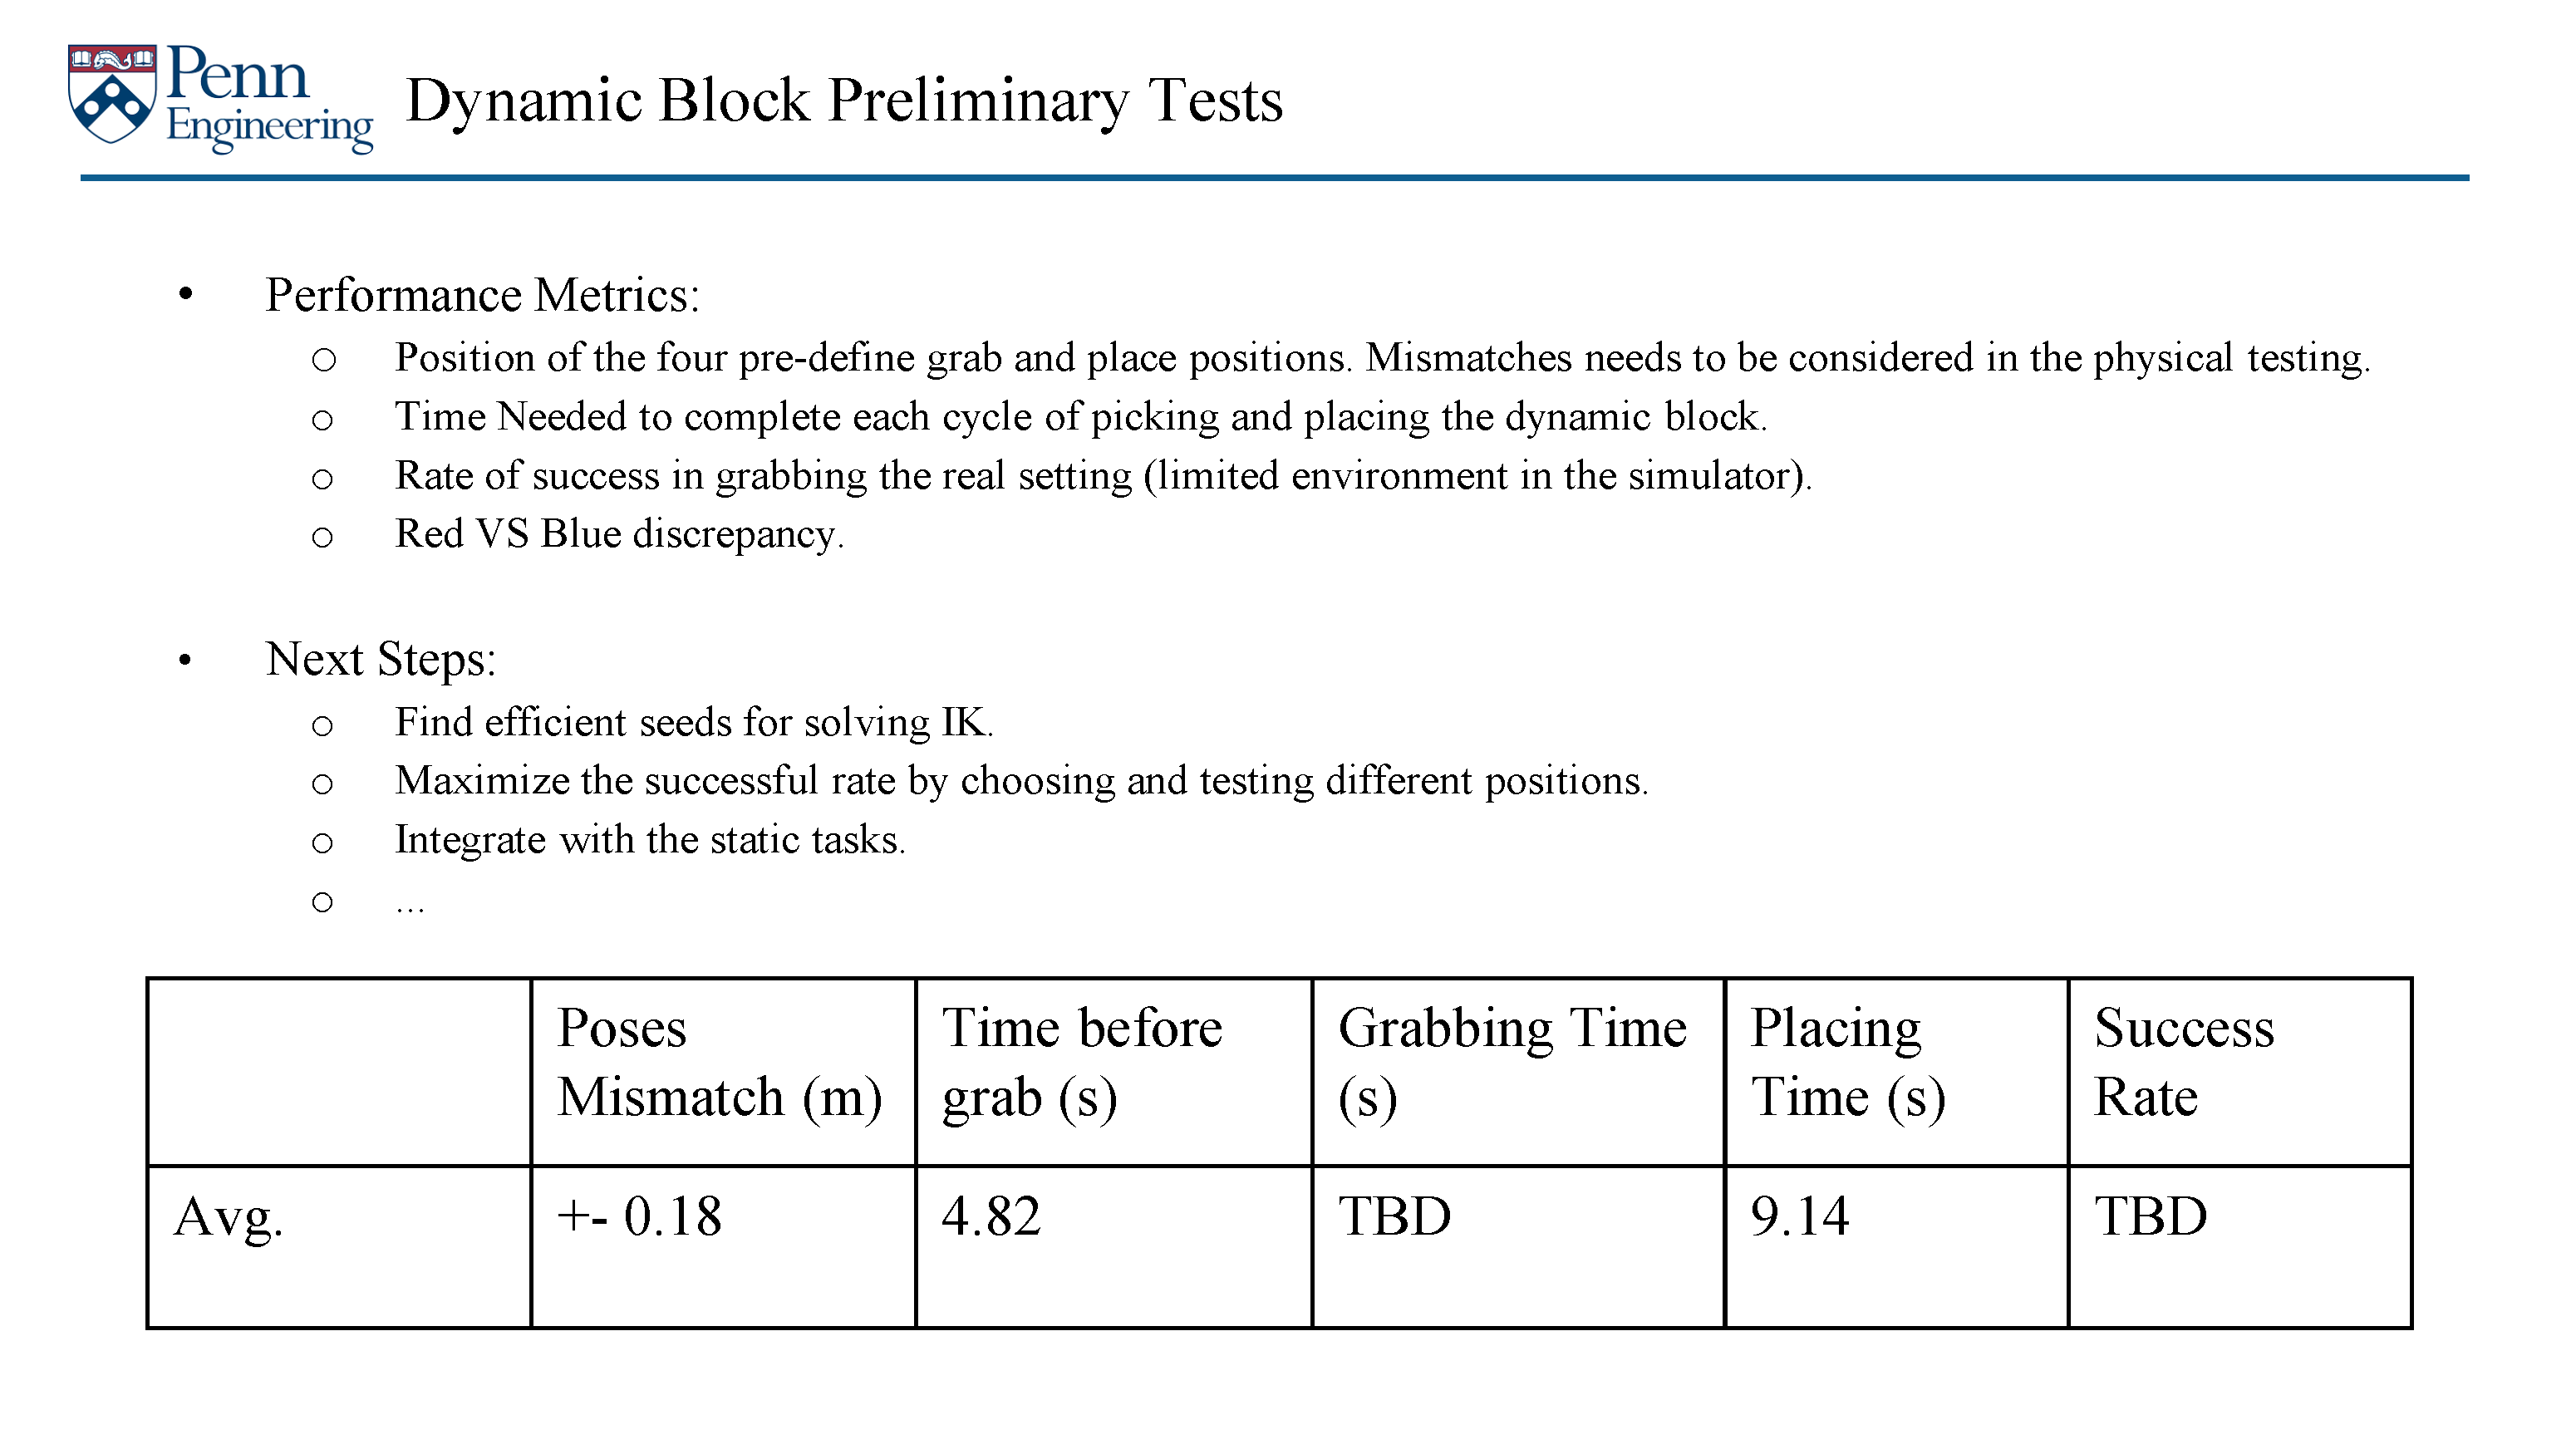 Penn
Engineering
Dynamic Block Preliminary Tests
• Performance Metrics:
o Position of the four pre-define grab and place positions. Mismatches needs to be considered in the physical testing.
o Time Needed to complete each cycle of picking and placing the dynamic block.
o Rate of success in grabbing the real setting (limited environment in the simulator).
o Red VS Blue discrepancy.
• Next Steps:
o Find efficient seeds for solving IK.
o Maximize the successful rate by choosing and testing different positions.
o Integrate with the static tasks.
o ...
Poses Mismatch (m) Time before grab (s) Grabbing Time (s) Placing Time (s) Success Rate
Avg. +- 0.18 4.82 TBD 9.14 TBD